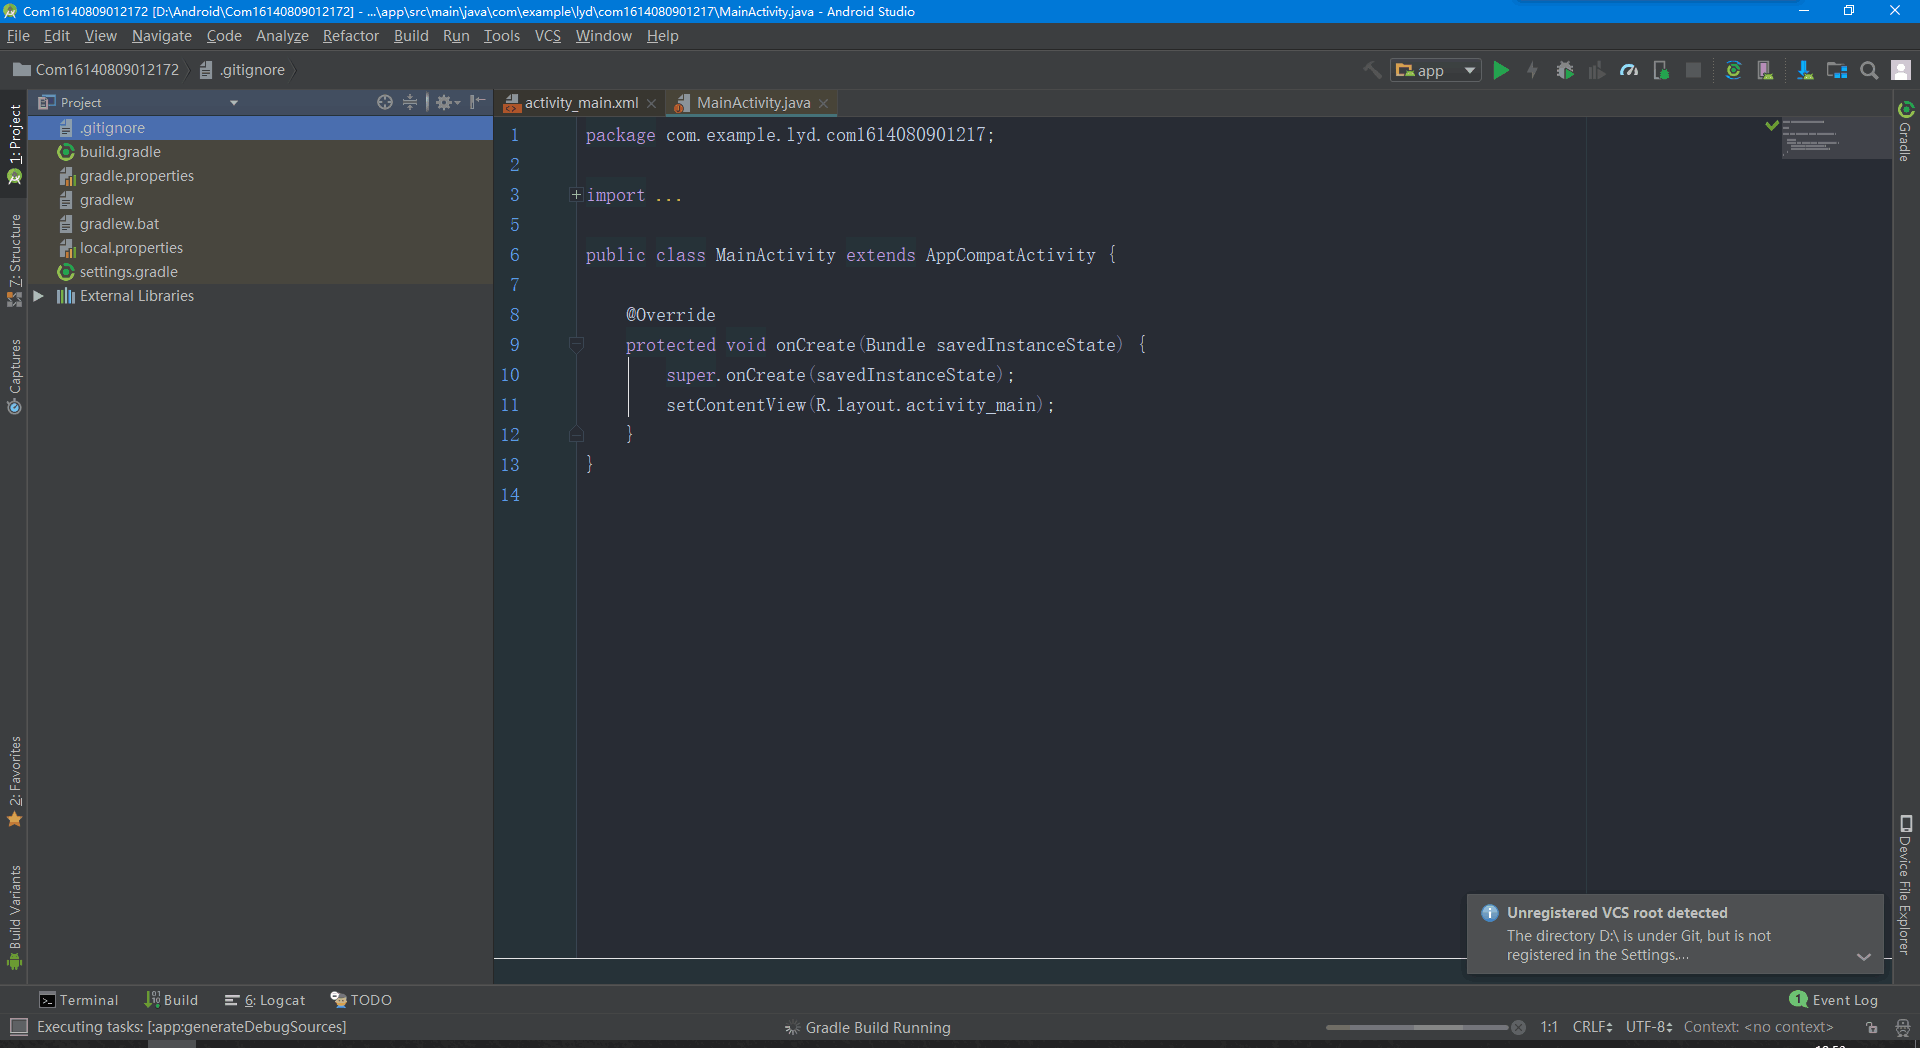 Com16140809012172 [D:\Android\Com16140809012172] - ...\app\src\main\java\com\example\lyd\com1614080901217\MainActivity.java - Android Studio
File Edit View Navigate Code Analyze Refactor Build Run Tools VCS Window Help
Com16140809012172 .gitignore
app
Project
activity_main.xml MainActivity.java
1: Project
Z: Structure
Captures
2: Favorites
Build Variants
.gitignore
build.gradle
gradle.properties
gradlew
gradlew.bat
local.properties
settings.gradle
External Libraries
1 package com.example.lyd.com1614080901217;
2
3 import ...
5
6 public class MainActivity extends AppCompatActivity {
7
8 @Override
9 protected void onCreate(Bundle savedInstanceState) {
10 super.onCreate(savedInstanceState);
11 setContentView(R.layout.activity_main);
12 }
13 }
14
Gradle
Device File Explorer
Unregistered VCS root detected
The directory D:\ is under Git, but is not
registered in the Settings....
Terminal Build 6: Logcat TODO
1 Event Log
Executing tasks: [:app:generateDebugSources] Gradle Build Running 1:1 CRLF UTF-8 Context: <no context>